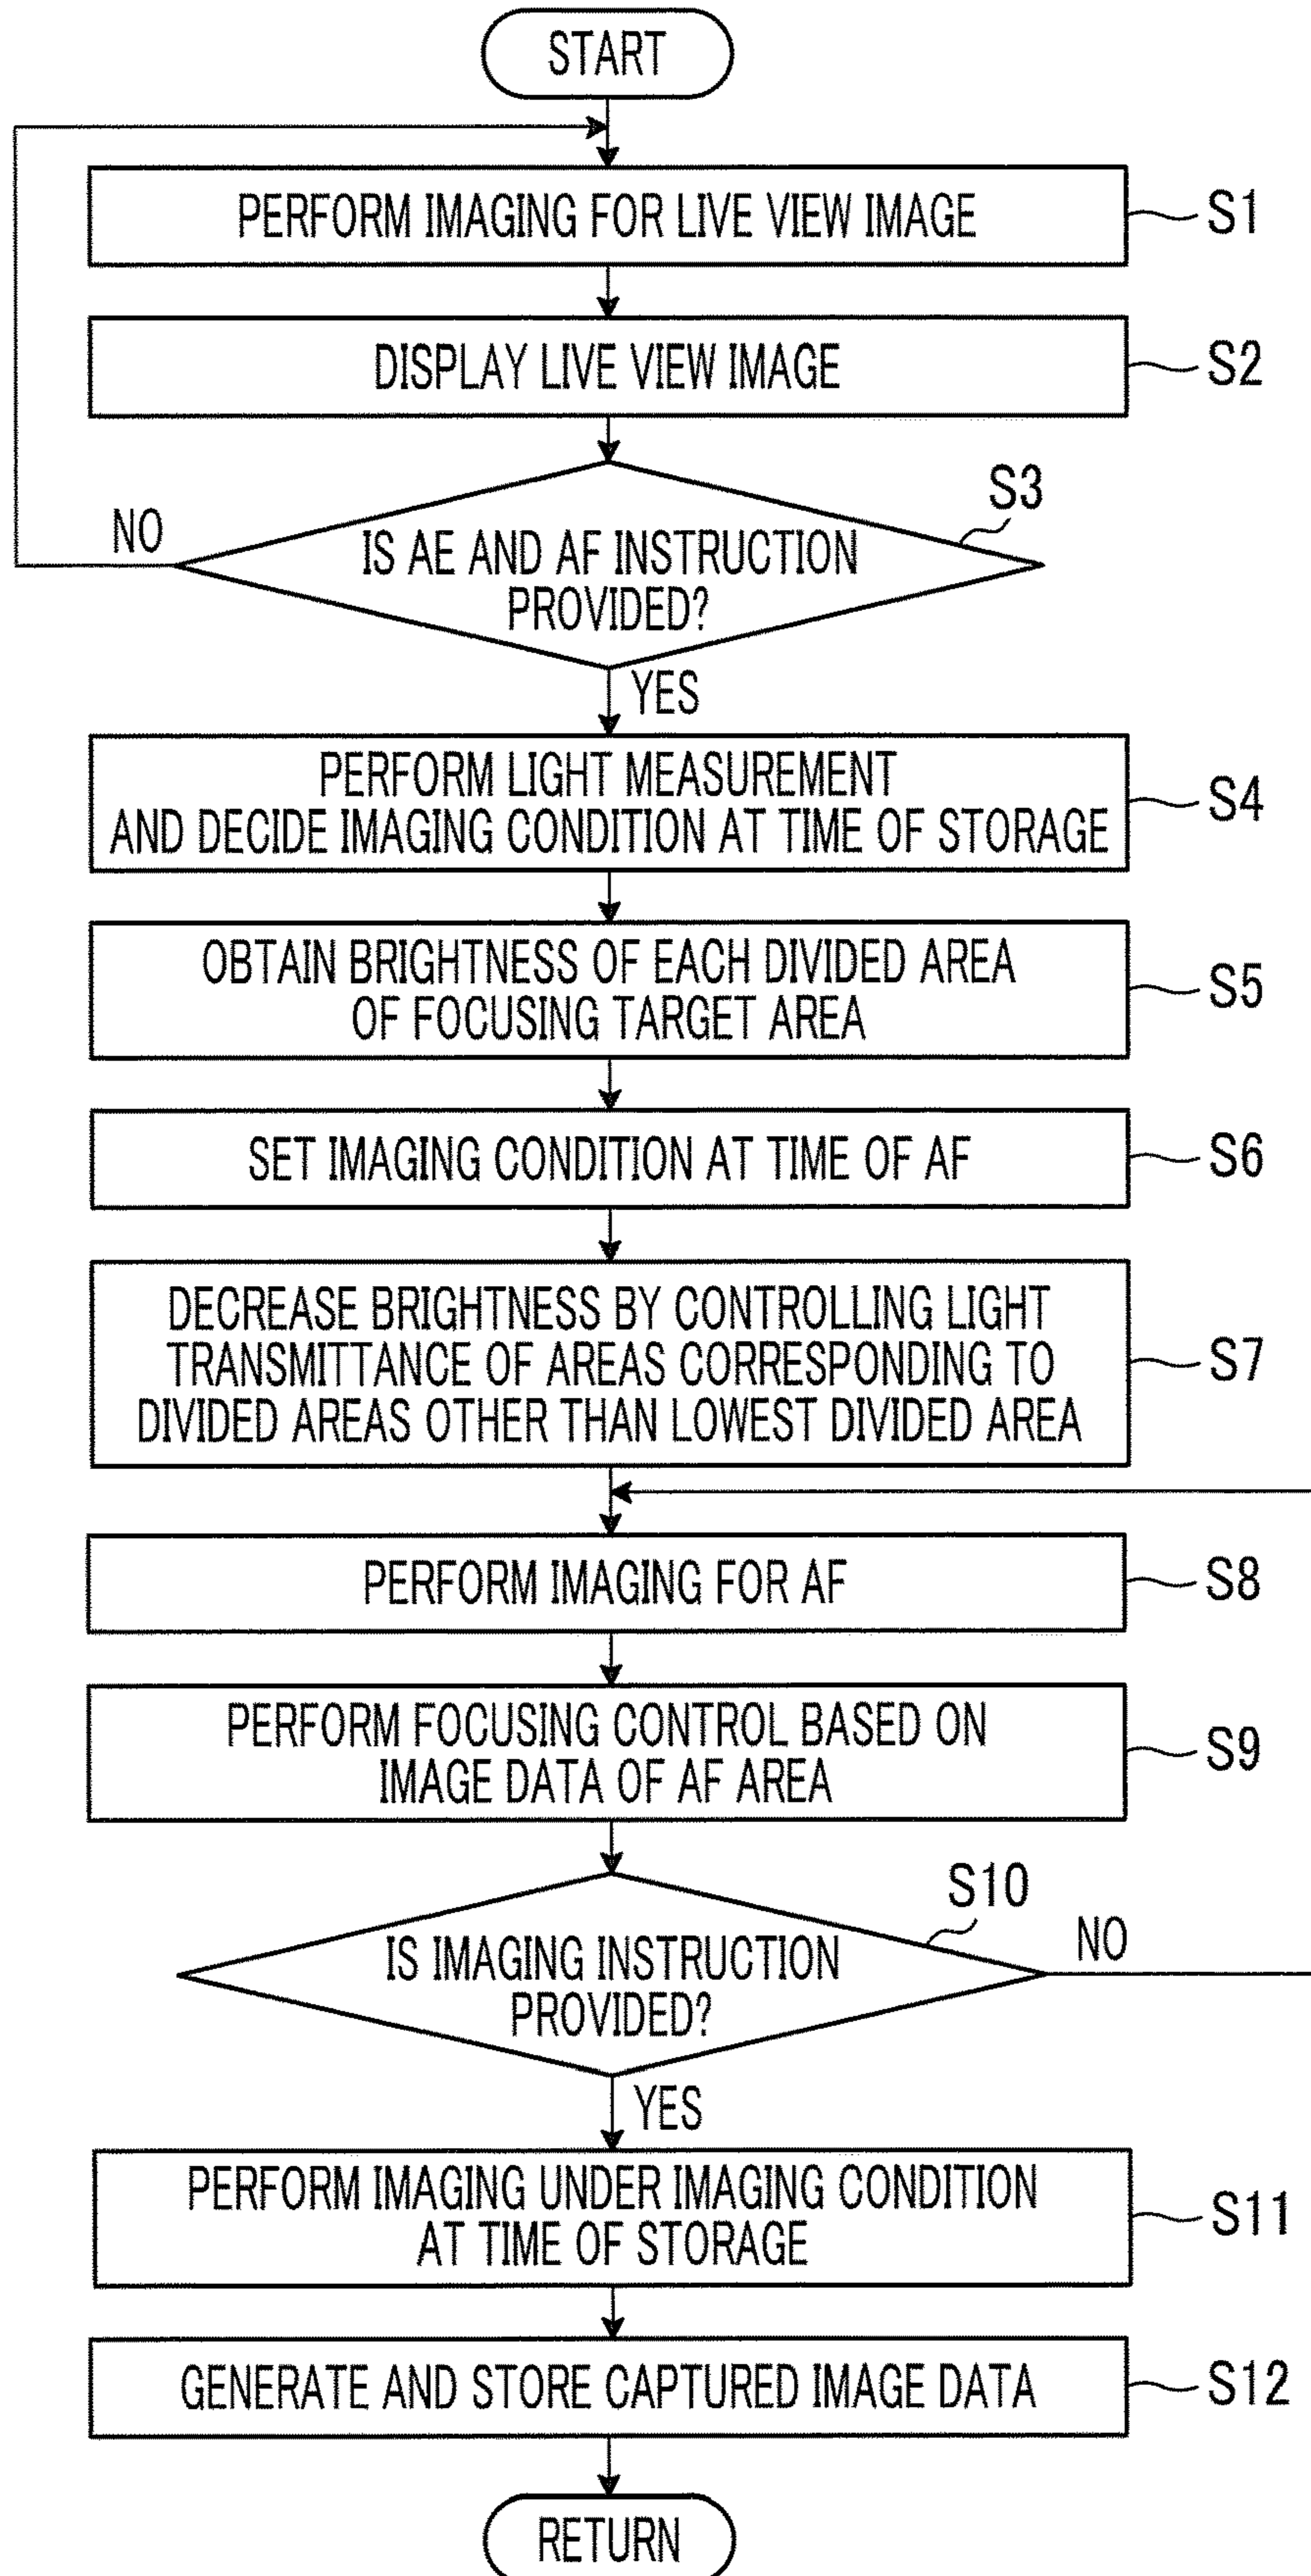 START
PERFORM IMAGING FOR LIVE VIEW IMAGE
S1
DISPLAY LIVE VIEW IMAGE
S2
S3
NO
IS AE AND AF INSTRUCTION
PROVIDED?
YES
PERFORM LIGHT MEASUREMENT
AND DECIDE IMAGING CONDITION AT TIME OF STORAGE
S4
OBTAIN BRIGHTNESS OF EACH DIVIDED AREA
OF FOCUSING TARGET AREA
S5
SET IMAGING CONDITION AT TIME OF AF
S6
DECREASE BRIGHTNESS BY CONTROLLING LIGHT
TRANSMITTANCE OF AREAS CORRESPONDING TO
DIVIDED AREAS OTHER THAN LOWEST DIVIDED AREA
S7
PERFORM IMAGING FOR AF
S8
PERFORM FOCUSING CONTROL BASED ON
IMAGE DATA OF AF AREA
S9
S10
NO
IS IMAGING INSTRUCTION
PROVIDED?
YES
PERFORM IMAGING UNDER IMAGING CONDITION
AT TIME OF STORAGE
S11
GENERATE AND STORE CAPTURED IMAGE DATA
S12
RETURN